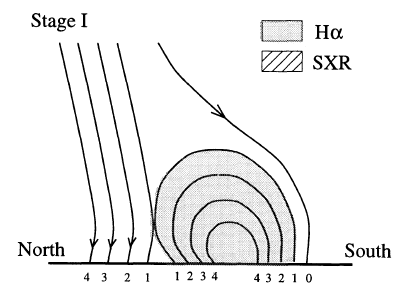 Stage I
Hα
SXR
North
South
4 3 2 1 1 2 3 4 4 3 2 1 0